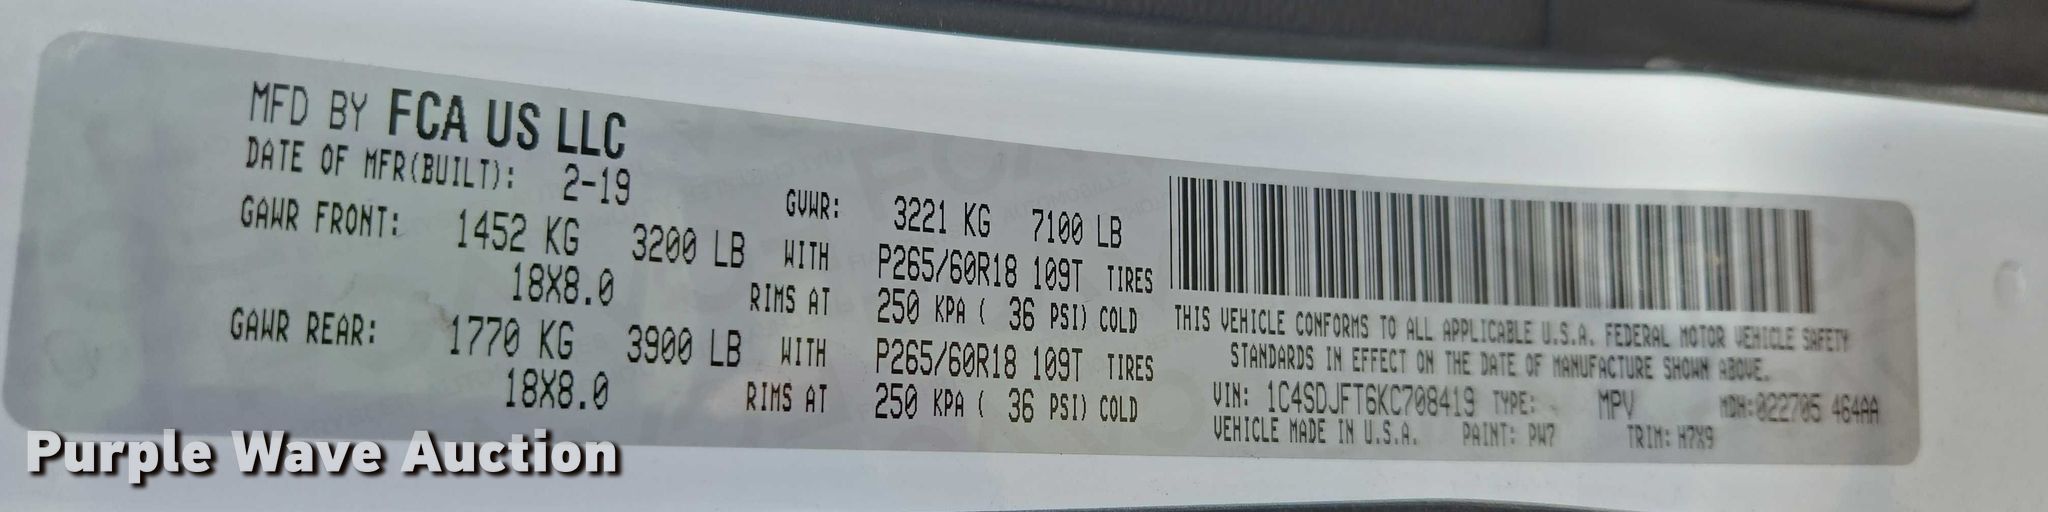 MFD BY FCA US LLC
DATE OF MFR(BUILT): 2-19 GVWR: 3221 KG 7100 LB
GAWR FRONT: 1452 KG 3200 LB WITH P265/60R18 109T TIRES
18X8.0 RIMS AT 250 KPA ( 36 PSI) COLD
GAWR REAR: 1770 KG 3900 LB WITH P265/60R18 109T TIRES
18X8.0 RIMS AT 250 KPA ( 36 PSI) COLD
THIS VEHICLE CONFORMS TO ALL APPLICABLE U.S.A. FEDERAL MOTOR VEHICLE SAFETY
STANDARDS IN EFFECT ON THE DATE OF MANUFACTURE SHOWN ABOVE.
VIN: 1C4SDJFT6KC708419 TYPE: MPV MDH:022705 464AA
VEHICLE MADE IN U.S.A. PAINT: PW7 TRIM: H7X9
Purple Wave Auction